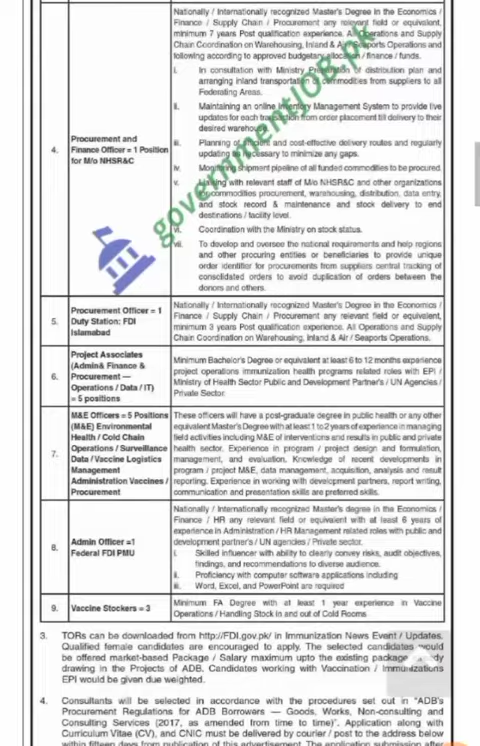 Nationally / Internationally recognized Master's Degree in the Economics /
Finance / Supply Chain / Procurement any relevant field or equivalent,
minimum 7 years Post qualification experience. All Operations and Supply
Chain Coordination on Warehousing, Inland & Air Seaports Operations and
following according to approved budgetary allocation / finance / funds.
i. In consultation with Ministry of distribution plan and
arranging inland transportation of commodities from suppliers to all
Federating Areas.
ii. Maintaining an online Inventory Management System to provide live
updates for each transaction from order placement till delivery to their
desired warehouse.
4.
Procurement and
Finance Officer = 1 Position
for M/o NHSR&C
iii. Planning of and cost-effective delivery routes and regularly
updating as necessary to minimize any gaps.
iv. shipment pipeline of all funded commodities to be procured.
v. with relevant staff of M/o NHSR&C and other organizations
commodities procurement, warehousing, distribution, data entry
and stock record & maintenance and stock delivery to end
destinations / facility level.
vi. Coordination with the Ministry on stock status.
vii. To develop and oversee the national requirements and help regions
and other procuring entities or beneficiaries to provide unique
order identifier for procurements from suppliers central tracking of
consolidated orders to avoid duplication of orders between the
donors and others.
governmentJOB.pk
5.
Procurement Officer = 1
Duty Station: FDI
Islamabad
Nationally / Internationally recognized Master's Degree in the Economics /
Finance / Supply Chain / Procurement any relevant field or equivalent,
minimum 3 years Post qualification experience. All Operations and Supply
Chain Coordination on Warehousing, Inland & Air / Seaports Operations.
6.
Project Associates
(Admin& Finance &
Procurement —
Operations / Data / IT)
= 5 positions
Minimum Bachelor's Degree or equivalent at least 6 to 12 months experience
project operations immunization health programs related roles with EPI /
Ministry of Health Sector Public and Development Partner's / UN Agencies /
Private Sector.
7.
M&E Officers = 5 Positions
(M&E) Environmental
Health / Cold Chain
Operations / Surveillance
Data / Vaccine Logistics
Management
Administration Vaccines /
Procurement
These officers will have a post-graduate degree in public health or any other
equivalent Master's Degree with at least 1 to 2 years of experience in managing
field activities including M&E of interventions and results in public and private
health sector. Experience in program / project design and formulation,
management, and evaluation. Knowledge of recent developments in
program / project M&E, data management, acquisition, analysis and result
reporting. Experience in working with development partners, report writing,
communication and presentation skills are preferred skills.
8.
Admin Officer =1
Federal FDI PMU
Nationally / Internationally recognized Master's degree in the Economics /
Finance / HR any relevant field or equivalent with at least 6 years of
experience in Administration / HR Management related roles with public and
development partner's / UN agencies / Private sector.
i. Skilled influencer with ability to clearly convey risks, audit objectives,
findings, and recommendations to diverse audience.
ii. Proficiency with computer software applications including
iii. Word, Excel, and PowerPoint are required
9.
Vaccine Stockers = 3
Minimum FA Degree with at least 1 year experience in Vaccine
Operations / Handling Stock in and out of Cold Rooms
3. TORs can be downloaded from http://FDI.gov.pk/ in Immunization News Event / Updates.
Qualified female candidates are encouraged to apply. The selected candidates would
be offered market-based Package / Salary maximum upto the existing package
drawing in the Projects of ADB. Candidates working with Vaccination / Immunizations
EPI would be given due weighted.
4. Consultants will be selected in accordance with the procedures set out in "ADB's
Procurement Regulations for ADB Borrowers — Goods, Works, Non-consulting and
Consulting Services (2017, as amended from time to time)". Application along with
Curriculum Vitae (CV), and CNIC must be delivered by courier / post to the address below
within fifteen days from publication of this advertisement. The application submission after